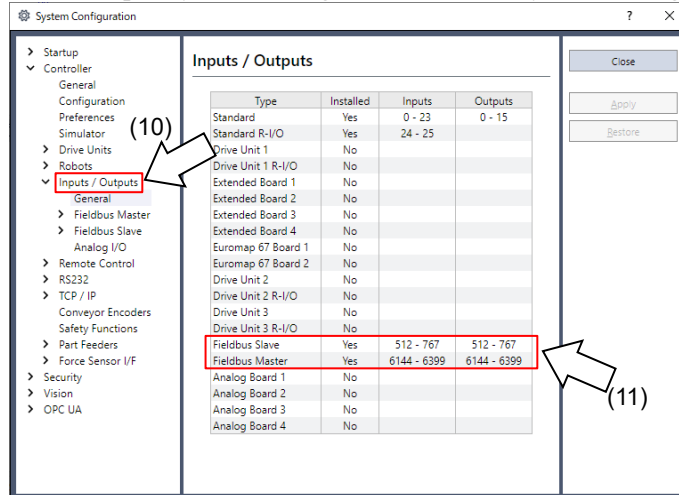 System Configuration
?
Startup
Controller
General
Configuration
Preferences
Simulator
Drive Units
Robots
Inputs / Outputs
General
Fieldbus Master
Fieldbus Slave
Analog I/O
Remote Control
RS232
TCP / IP
Conveyor Encoders
Safety Functions
Part Feeders
Force Sensor I/F
Security
Vision
OPC UA
(10)
Inputs / Outputs
Type Installed Inputs Outputs
Standard Yes 0 - 23 0 - 15
Standard R-I/O Yes 24 - 25
Drive Unit 1 No
Drive Unit 1 R-I/O No
Extended Board 1 No
Extended Board 2 No
Extended Board 3 No
Extended Board 4 No
Euromap 67 Board 1 No
Euromap 67 Board 2 No
Drive Unit 2 No
Drive Unit 2 R-I/O No
Drive Unit 3 No
Drive Unit 3 R-I/O No
Fieldbus Slave Yes 512 - 767 512 - 767
Fieldbus Master Yes 6144 - 6399 6144 - 6399
Analog Board 1 No
Analog Board 2 No
Analog Board 3 No
Analog Board 4 No
(11)
Close
Apply
Restore